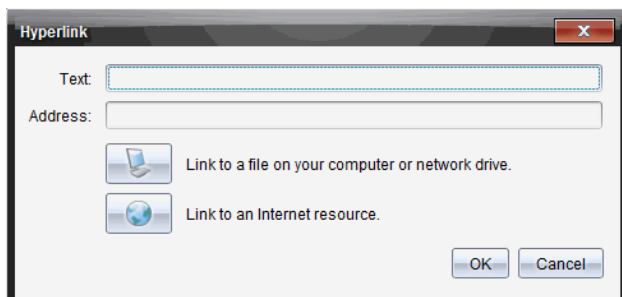 Hyperlink
Text:
Address:
Link to a file on your computer or network drive.
Link to an Internet resource.
OK Cancel